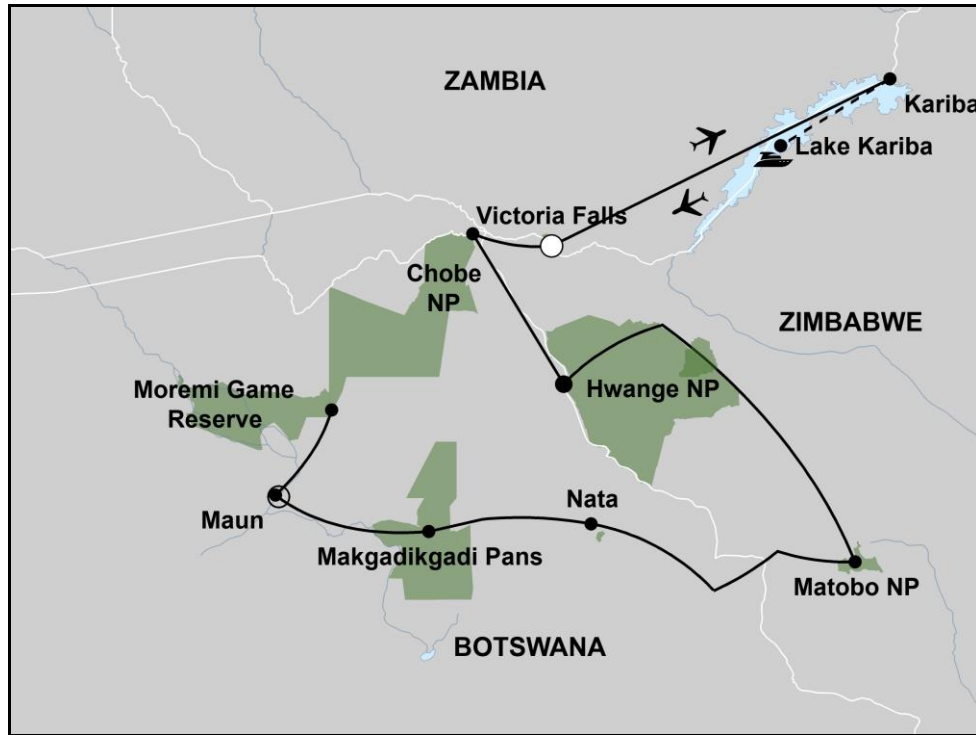 ZAMBIA
Kariba
Lake Kariba
Victoria Falls
Chobe
NP
ZIMBABWE
Hwange NP
Moremi Game
Reserve
Maun
Nata
Makgadikgadi Pans
Matobo NP
BOTSWANA